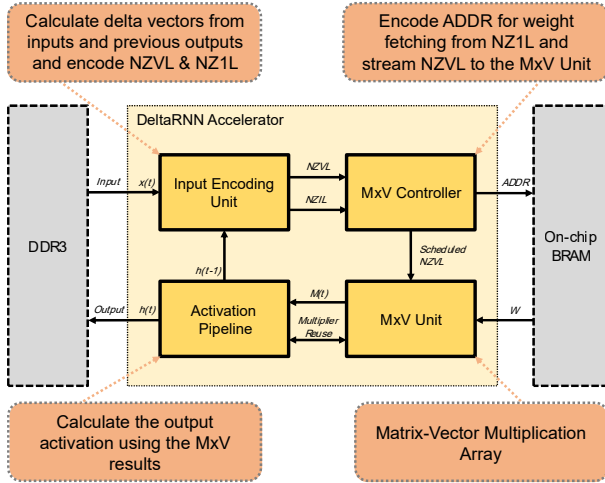 Calculate delta vectors from
inputs and previous outputs
and encode NZVL & NZ1L
Encode ADDR for weight
fetching from NZ1L and
stream NZVL to the MxV Unit
DeltaRNN Accelerator
DDR3
Input
x(t)
Input Encoding
Unit
NZVL
NZIL
MxV Controller
ADDR
On-chip
BRAM
h(t-1)
Scheduled
NZVL
Output
h(t)
Activation
Pipeline
M(t)
Multiplier
Reuse
MxV Unit
W
Calculate the output
activation using the MxV
results
Matrix-Vector Multiplication
Array